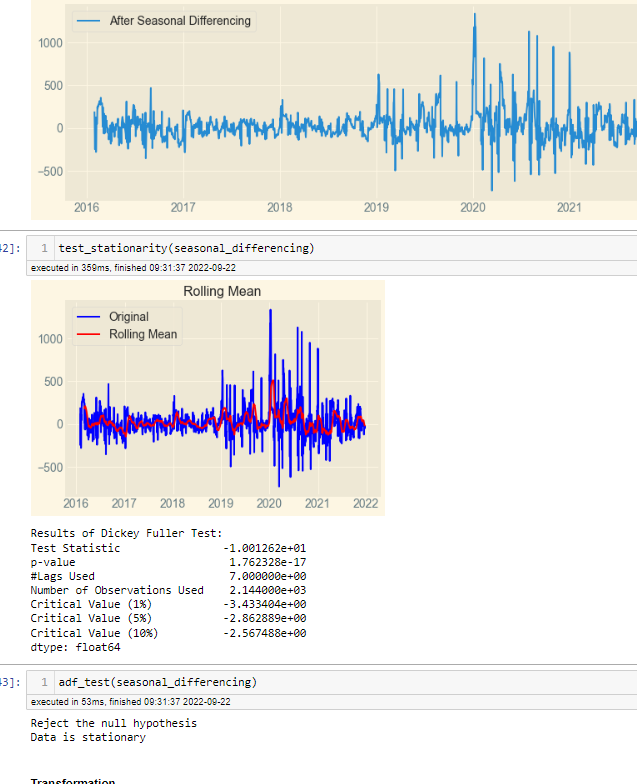 After Seasonal Differencing
1000
500
0
−500
2016 2017 2018 2019 2020 2021
42]: 1 test_stationarity(seasonal_differencing)
executed in 359ms, finished 09:31:37 2022-09-22
Rolling Mean
Original
Rolling Mean
1000
500
0
−500
2016 2017 2018 2019 2020 2021 2022
Results of Dickey Fuller Test:
Test Statistic -1.001262e+01
p-value 1.762328e-17
#Lags Used 7.000000e+00
Number of Observations Used 2.144000e+03
Critical Value (1%) -3.433404e+00
Critical Value (5%) -2.862889e+00
Critical Value (10%) -2.567488e+00
dtype: float64
43]: 1 adf_test(seasonal_differencing)
executed in 53ms, finished 09:31:37 2022-09-22
Reject the null hypothesis
Data is stationary
Transformation